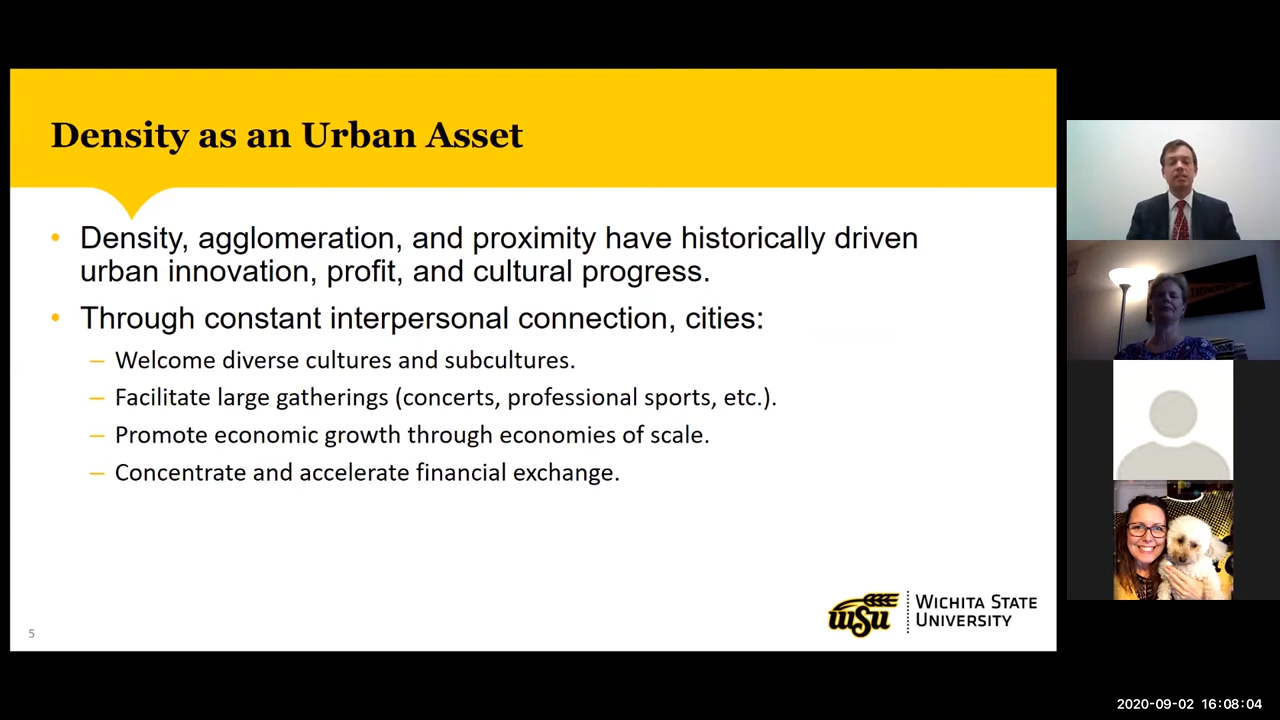 Density as an Urban Asset
• Density, agglomeration, and proximity have historically driven
urban innovation, profit, and cultural progress.
• Through constant interpersonal connection, cities:
– Welcome diverse cultures and subcultures.
– Facilitate large gatherings (concerts, professional sports, etc.).
– Promote economic growth through economies of scale.
– Concentrate and accelerate financial exchange.
wsu
WICHITA STATE
UNIVERSITY
5
2020-09-02 16:08:04